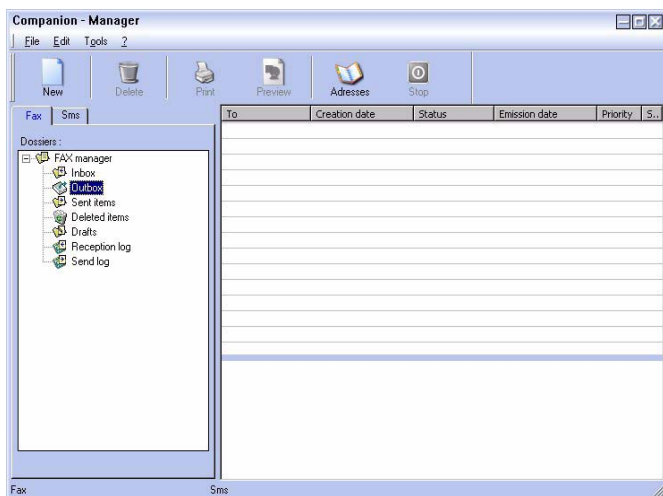 Companion - Manager
File Edit Tools ?
New Delete Print Preview Adresses Stop
Fax Sms
To Creation date Status Emission date Priority S...
Dossiers :
FAX manager
Inbox
Outbox
Sent items
Deleted items
Drafts
Reception log
Send log
Fax Sms